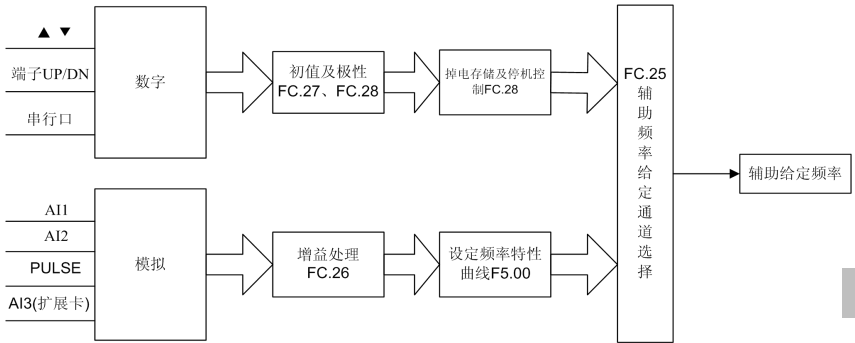 ▲ ▼
端子UP/DN
串行口
数字
初值及极性
FC.27、FC.28
掉电存储及停机控
制FC.28
AI1
AI2
PULSE
AI3(扩展卡)
模拟
增益处理
FC.26
设定频率特性
曲线F5.00
FC.25
辅
助
频
率
给
定
通
道
选
择
辅助给定频率